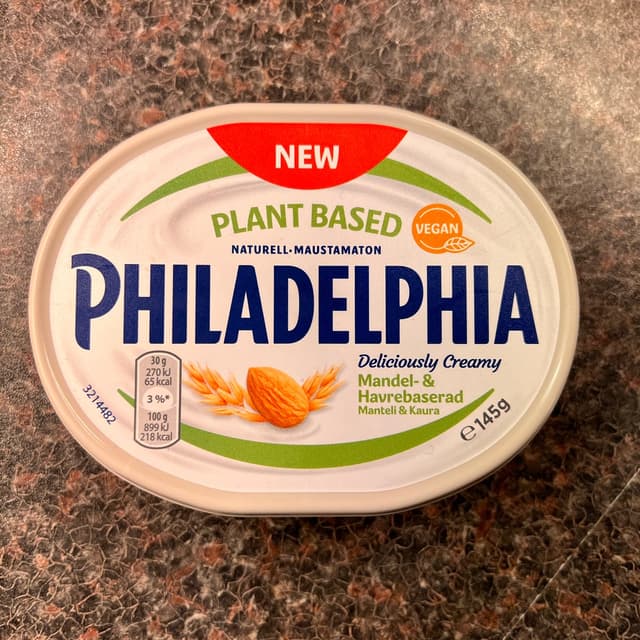 NEW
PLANT BASED
VEGAN
NATURELL•MAUSTAMATON
PHILADELPHIA
Deliciously Creamy
Mandel- &
Havrebaserad
Manteli & Kaura
℮145g
30 g
270 kJ
65 kcal
3 %*
100 g
899 kJ
218 kcal
3214482